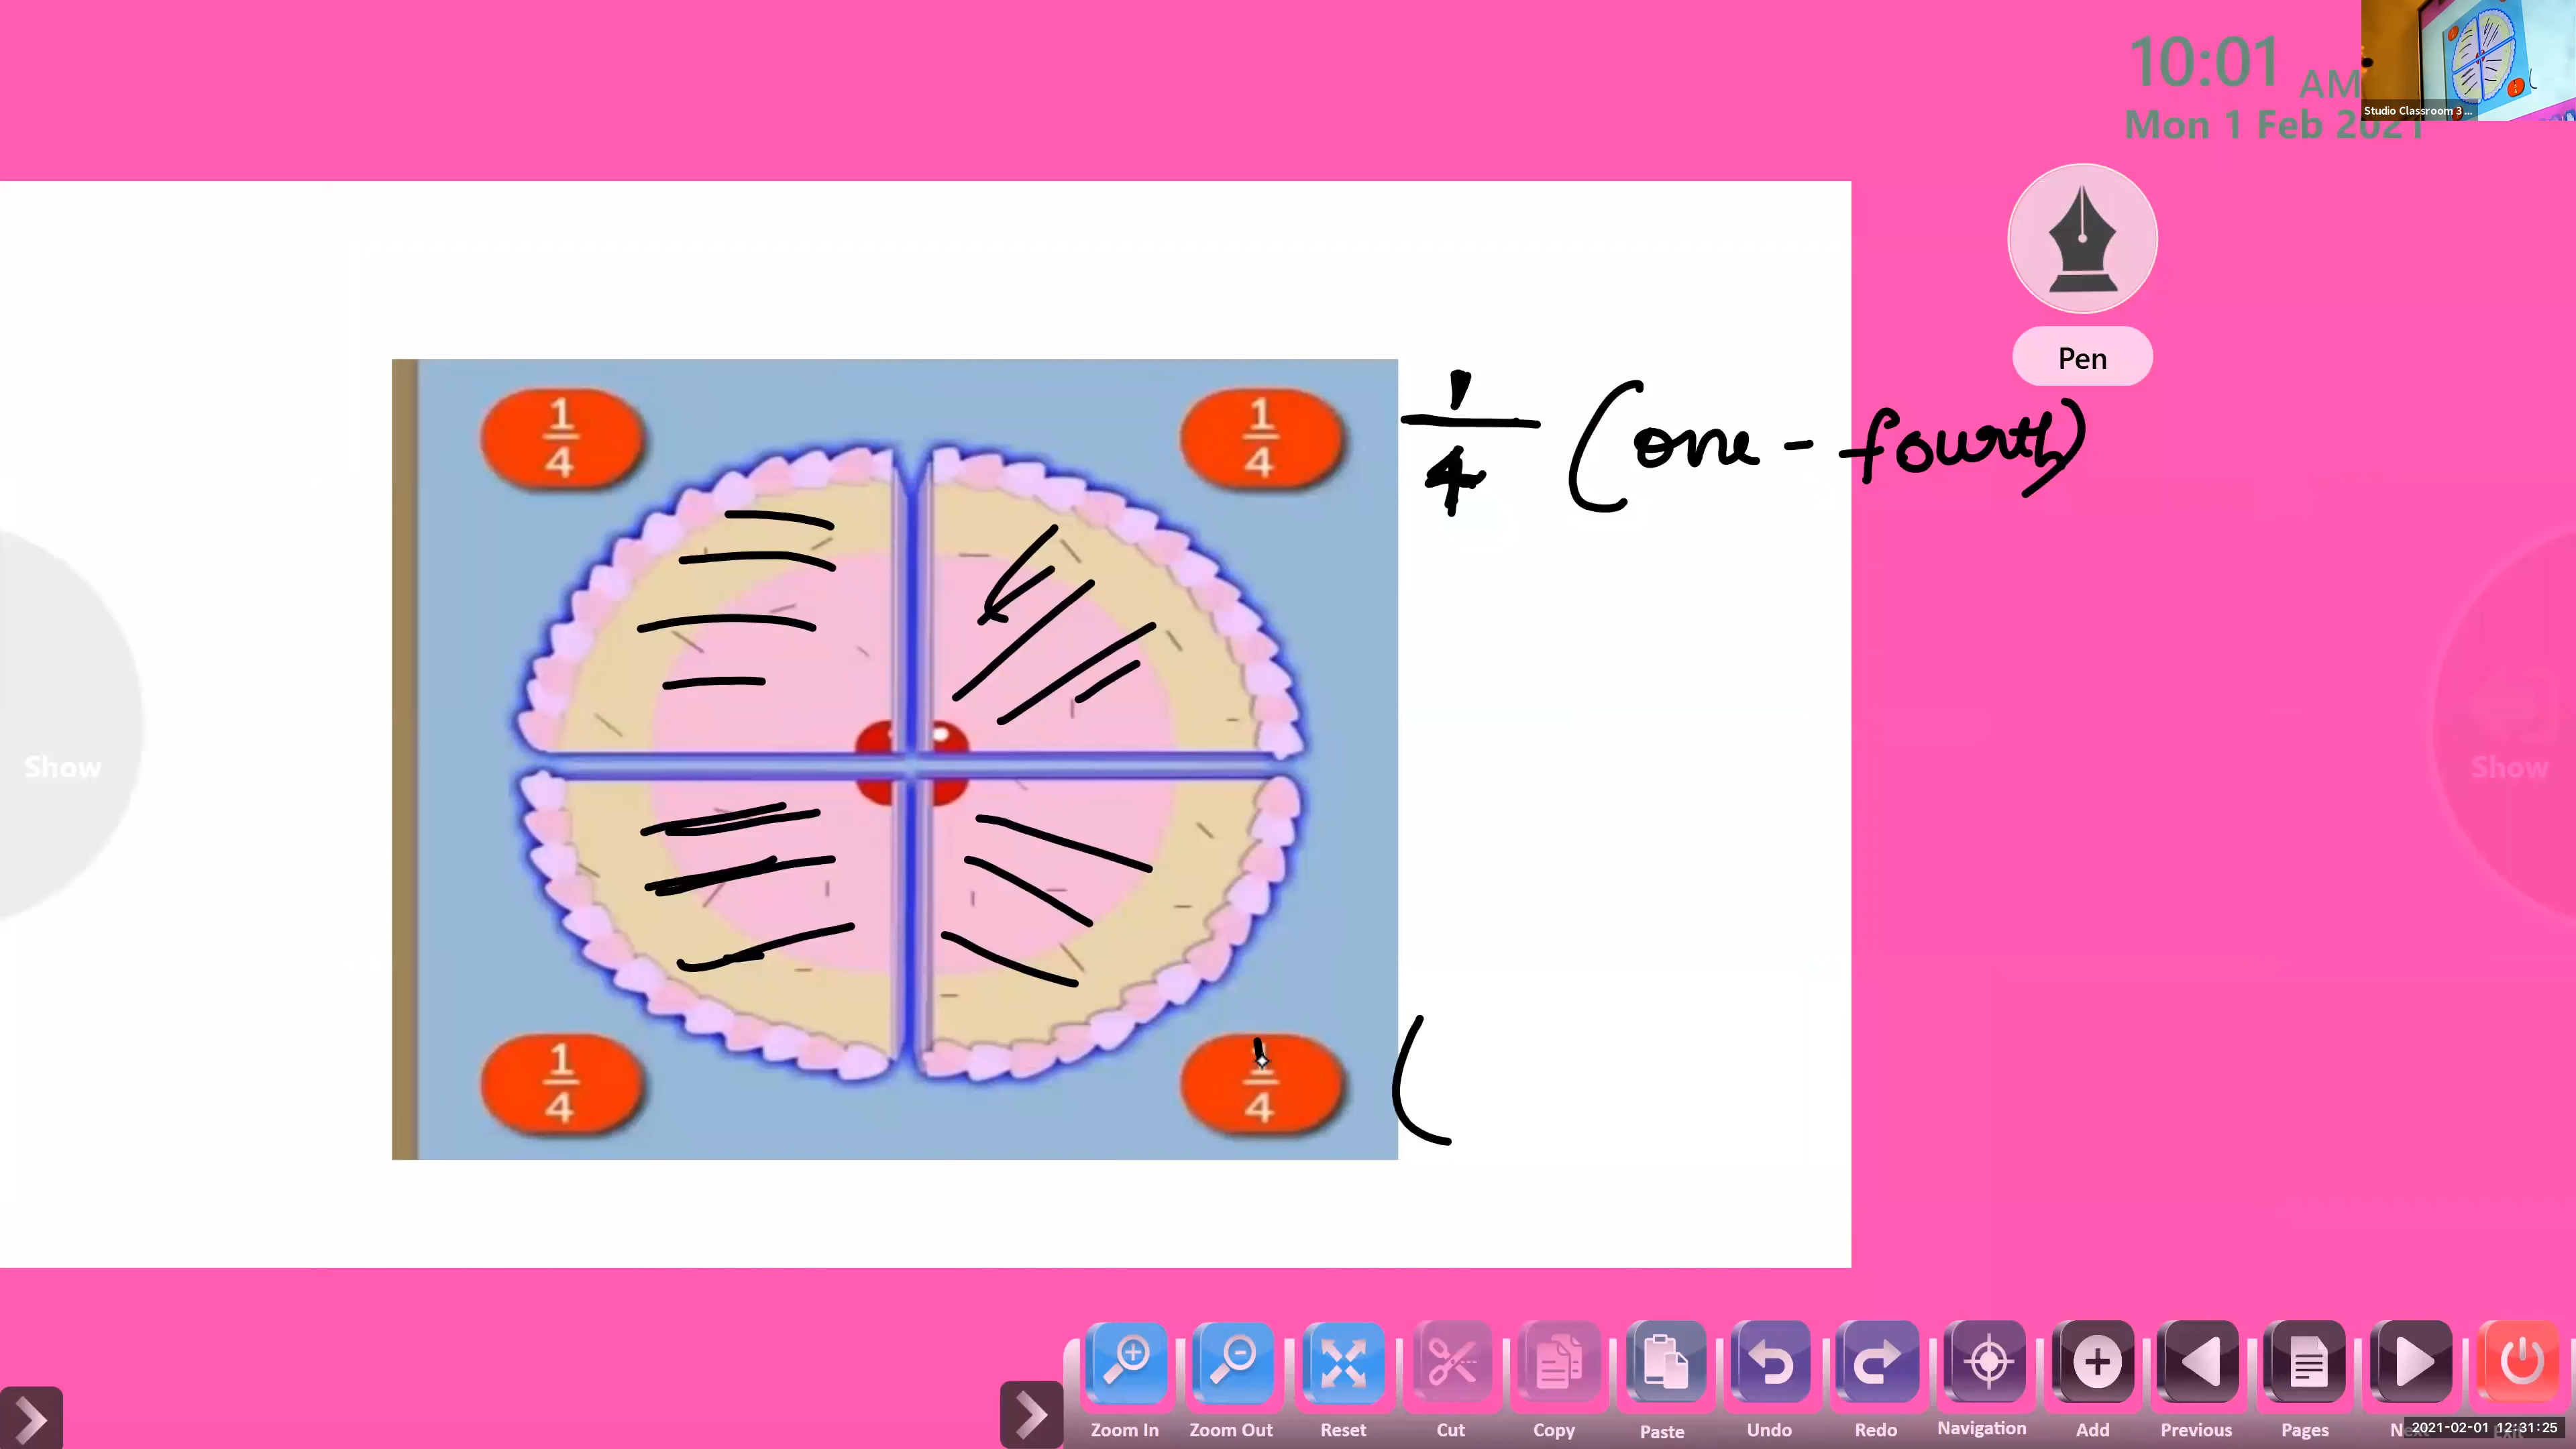 10:01 AM
Studio Classroom 3 ...
Mon 1 Feb 2021
Pen
1/4 1/4
1/4 (one - fourth)
Show Show
1/4 1/4 (
Zoom In Zoom Out Reset Cut Copy Paste Undo Redo Navigation Add Previous Pages
2021-02-01 12:31:25